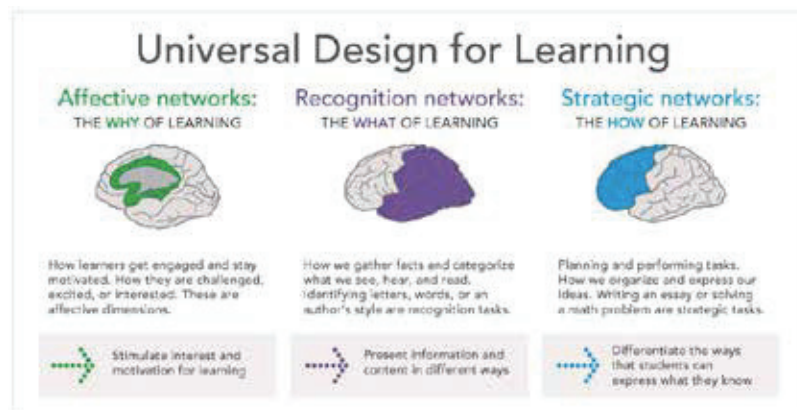 Universal Design for Learning
Affective networks:
THE WHY OF LEARNING
Recognition networks:
THE WHAT OF LEARNING
Strategic networks:
THE HOW OF LEARNING
How learners get engaged and stay
motivated. How they are challenged,
excited, or interested. These are
affective dimensions.
How we gather facts and categorize
what we see, hear, and read.
Identifying letters, words, or an
author's style are recognition tasks.
Planning and performing tasks.
How we organize and express our
ideas. Writing an essay or solving
a math problem are strategic tasks.
Stimulate interest and
motivation for learning
Present information and
content in different ways
Differentiate the ways
that students can
express what they know